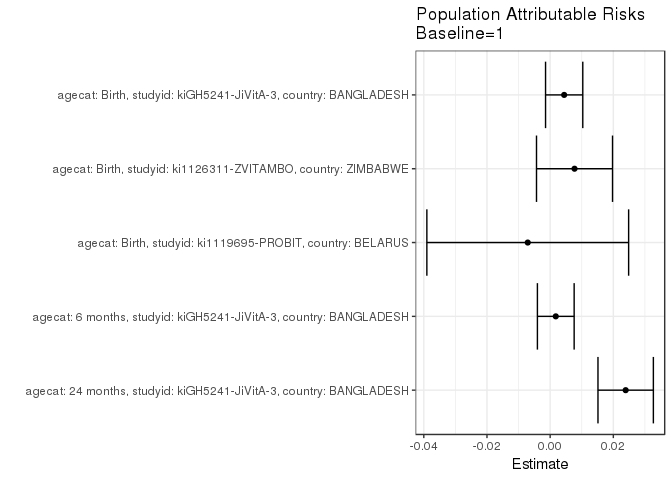 Population Attributable Risks
Baseline=1
agecat: Birth, studyid: kiGH5241-JiVitA-3, country: BANGLADESH
agecat: Birth, studyid: ki1126311-ZVITAMBO, country: ZIMBABWE
agecat: Birth, studyid: ki1119695-PROBIT, country: BELARUS
agecat: 6 months, studyid: kiGH5241-JiVitA-3, country: BANGLADESH
agecat: 24 months, studyid: kiGH5241-JiVitA-3, country: BANGLADESH
-0.04 -0.02 0.00 0.02
Estimate